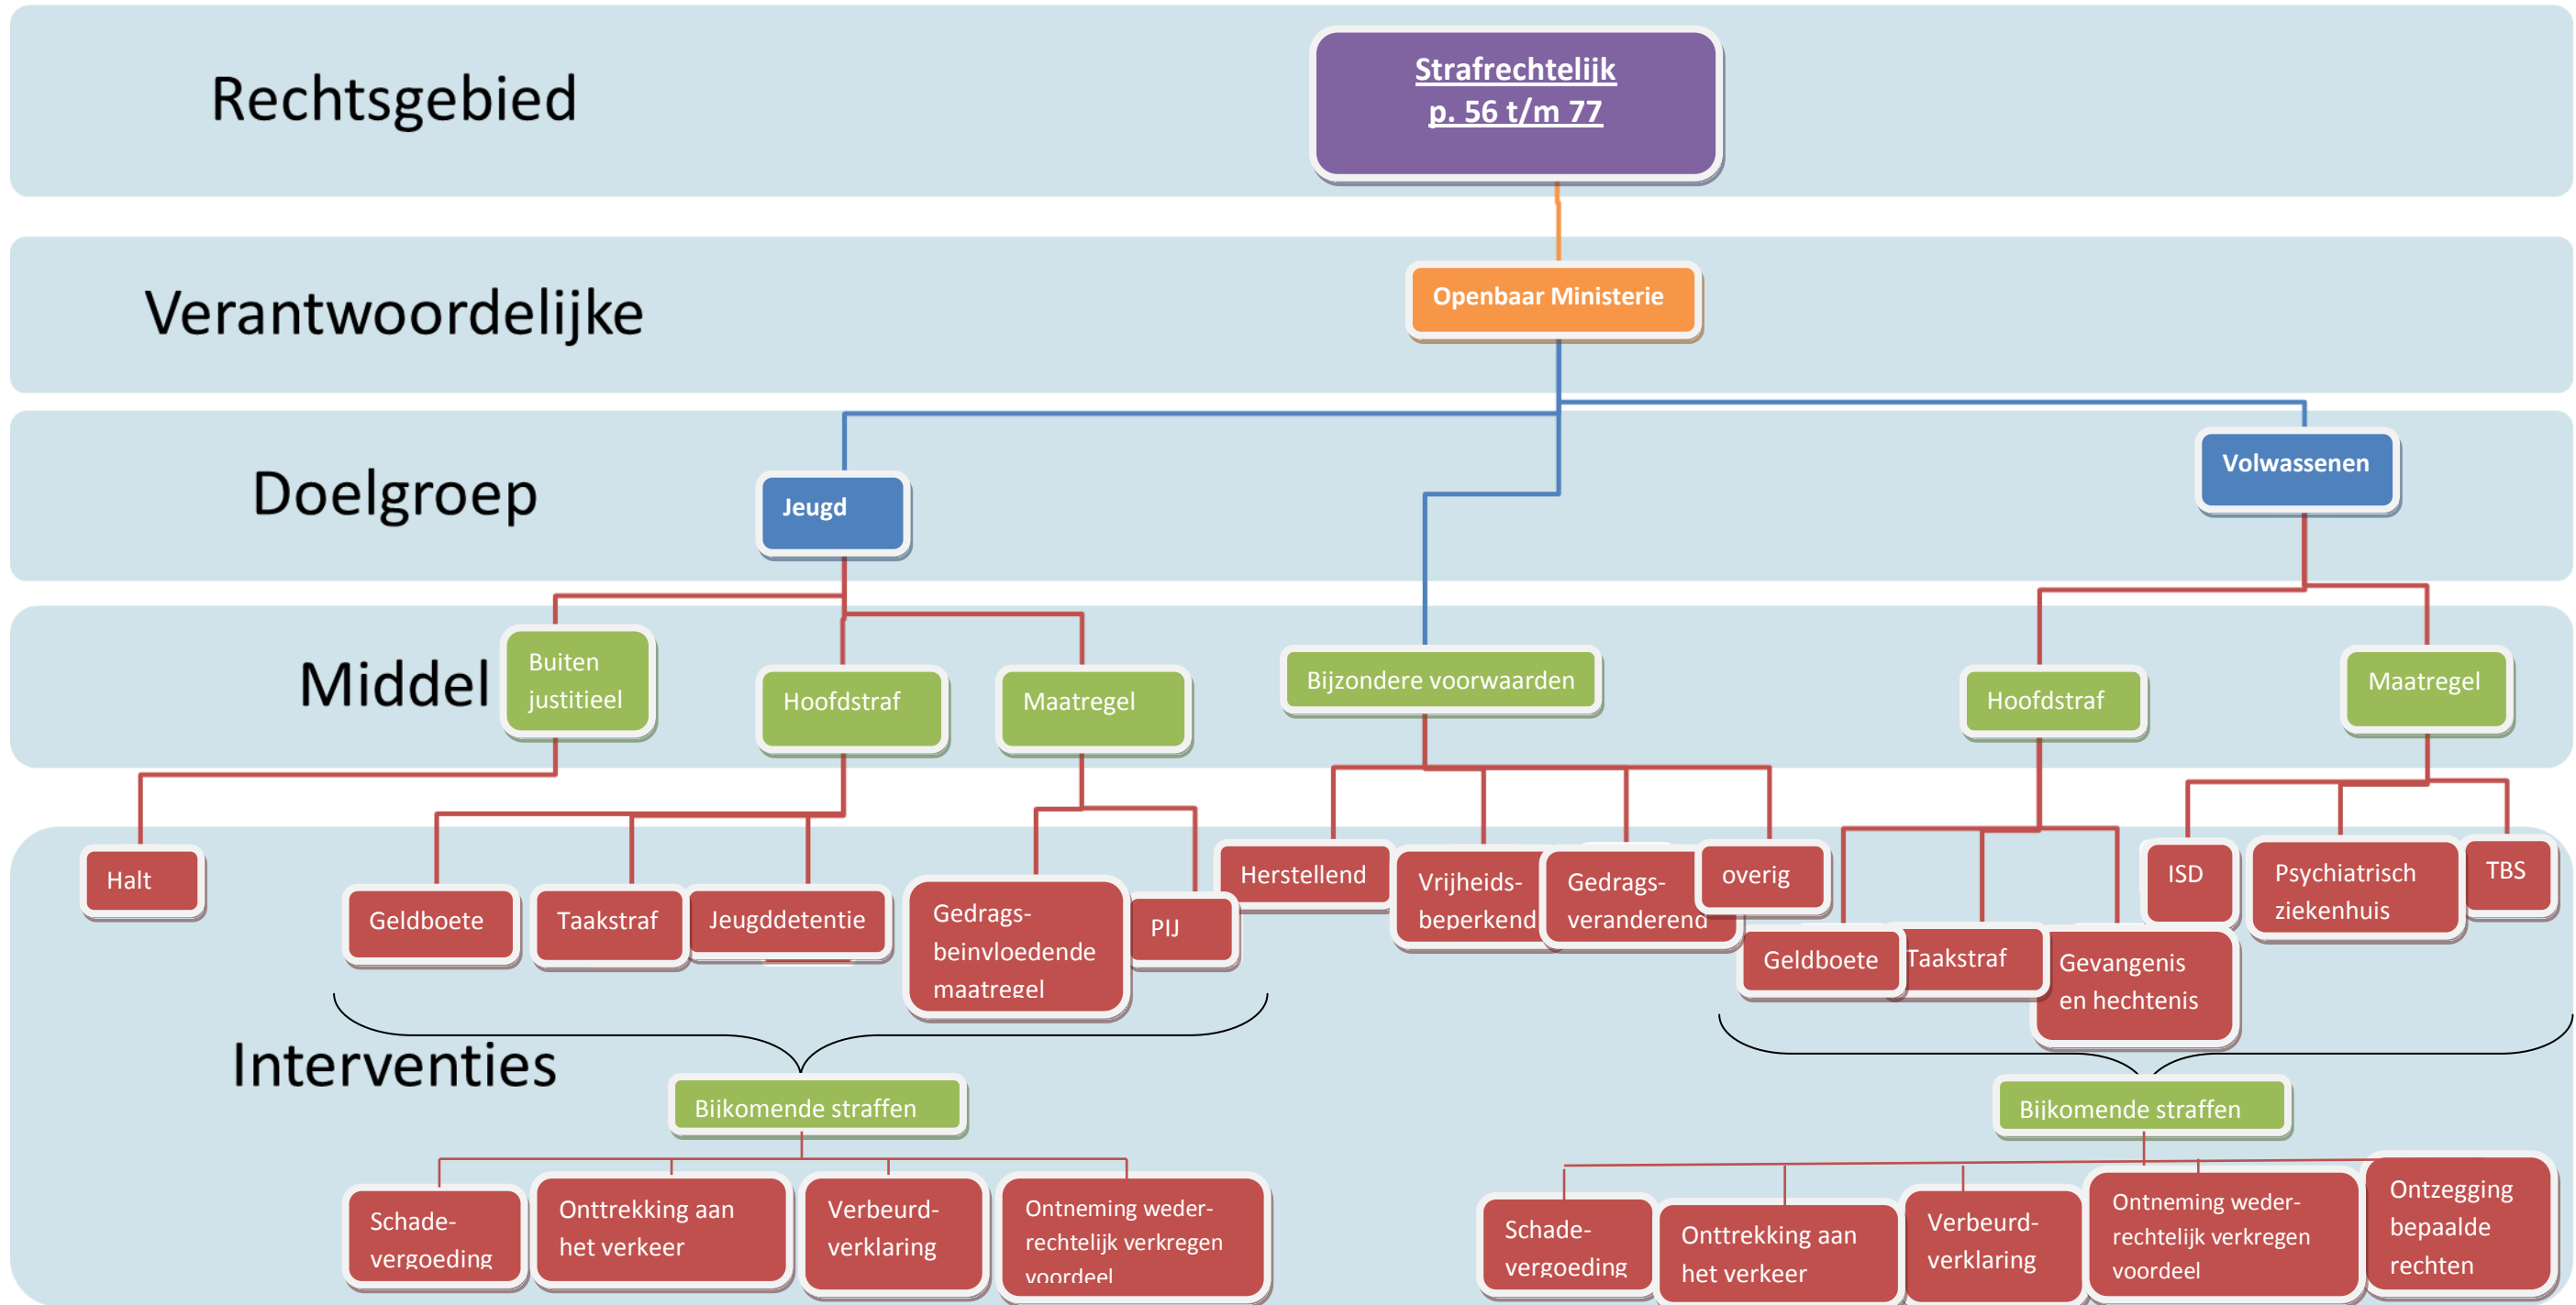 Rechtsgebied
Strafrechtelijk
p. 56 t/m 77
Verantwoordelijke
Openbaar Ministerie
Doelgroep
Jeugd
Volwassenen
Middel
Buiten
justitieel
Hoofdstraf
Maatregel
Bijzondere voorwaarden
Hoofdstraf
Maatregel
Halt
Geldboete
Taakstraf
Jeugddetentie
Gedrags-
beinvloedende
maatregel
PIJ
Herstellend
Vrijheids-
beperkend
Gedrags-
veranderend
overig
Geldboete
Taakstraf
Gevangenis
en hechtenis
ISD
Psychiatrisch
ziekenhuis
TBS
Interventies
Bijkomende straffen
Schade-
vergoeding
Onttrekking aan
het verkeer
Verbeurd-
verklaring
Ontneming weder-
rechtelijk verkregen
voordeel
Bijkomende straffen
Schade-
vergoeding
Onttrekking aan
het verkeer
Verbeurd-
verklaring
Ontneming weder-
rechtelijk verkregen
voordeel
Ontzegging
bepaalde
rechten